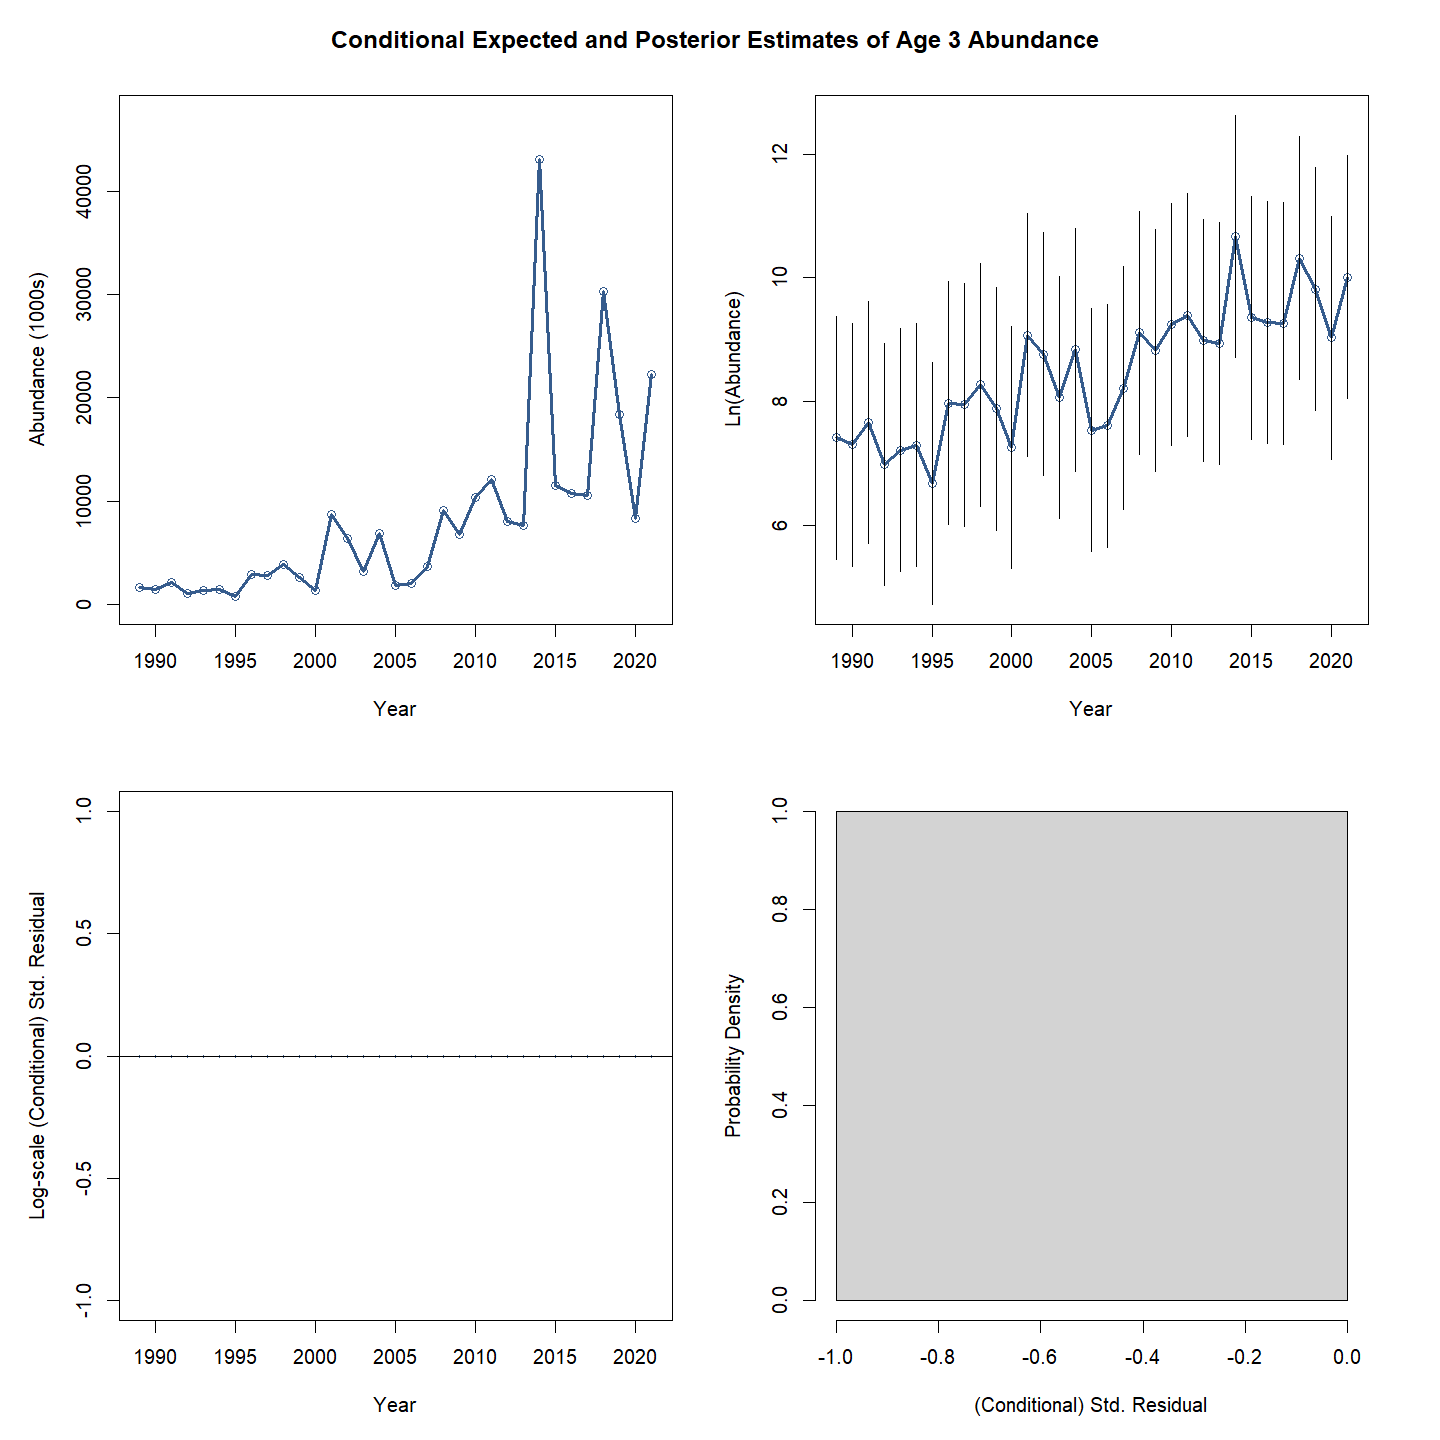 Conditional Expected and Posterior Estimates of Age 3 Abundance
Abundance (1000s)
40000
30000
20000
10000
0
1990 1995 2000 2005 2010 2015 2020
Year
Ln(Abundance)
12
10
8
6
1990 1995 2000 2005 2010 2015 2020
Year
Log-scale (Conditional) Std. Residual
1.0
0.5
0.0
-0.5
-1.0
1990 1995 2000 2005 2010 2015 2020
Year
Probability Density
1.0
0.8
0.6
0.4
0.2
0.0
-1.0 -0.8 -0.6 -0.4 -0.2 0.0
(Conditional) Std. Residual